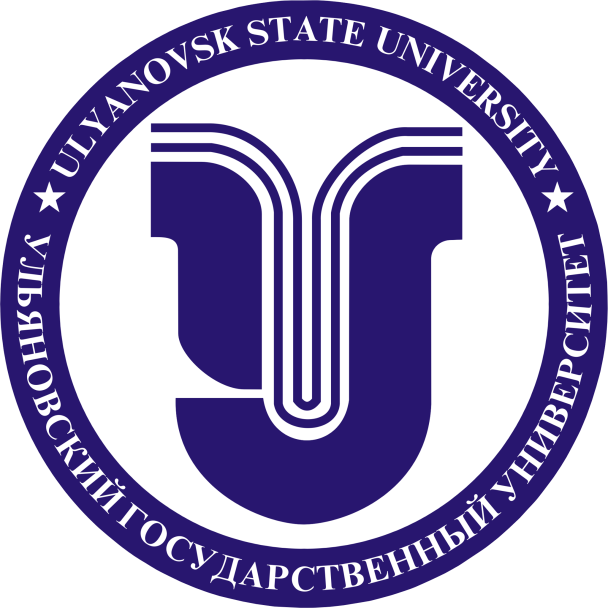 ULYANOVSK STATE UNIVERSITY
УЛЬЯНОВСКИЙ ГОСУДАРСТВЕННЫЙ УНИВЕРСИТЕТ